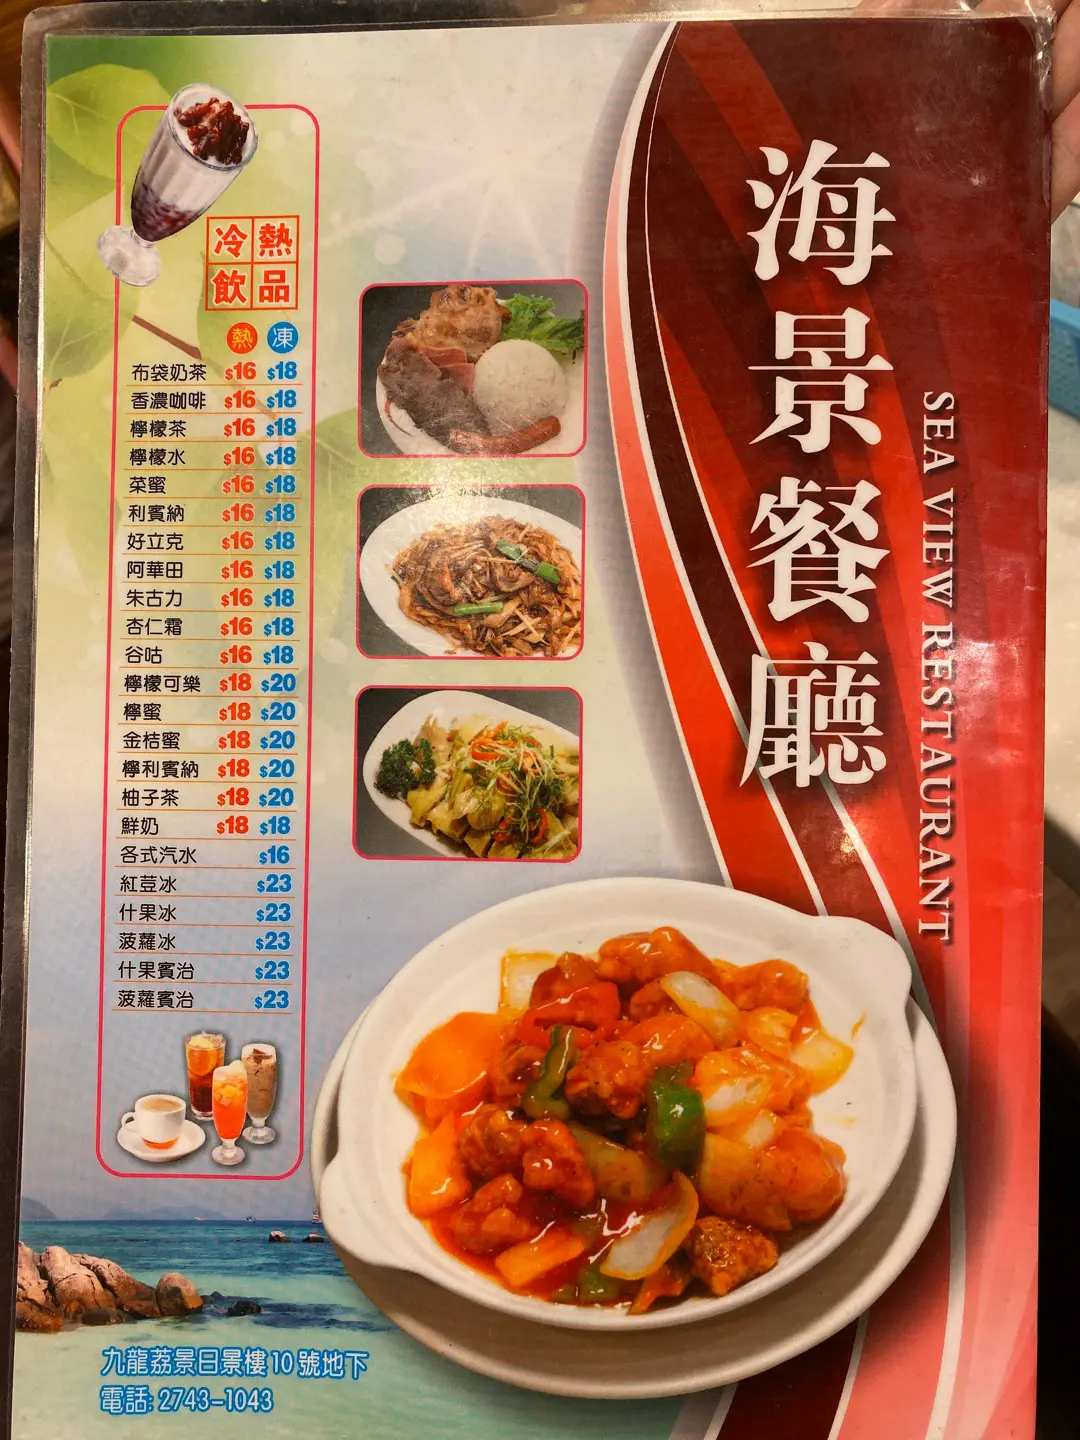 海景餐廳
SEA VIEW RESTAURANT
冷熱
飲品
熱 凍
布袋奶茶 $16 $18
香濃咖啡 $16 $18
檸檬茶 $16 $18
檸檬水 $16 $18
菜蜜 $16 $18
利賓納 $16 $18
好立克 $16 $18
阿華田 $16 $18
朱古力 $16 $18
杏仁霜 $16 $18
谷咕 $16 $18
檸檬可樂 $18 $20
檸蜜 $18 $20
金桔蜜 $18 $20
檸利賓納 $18 $20
柚子茶 $18 $20
鮮奶 $18 $18
各式汽水 $16
紅荳冰 $23
什果冰 $23
菠蘿冰 $23
什果賓治 $23
菠蘿賓治 $23
九龍荔景日景樓10號地下
電話: 2743-1043